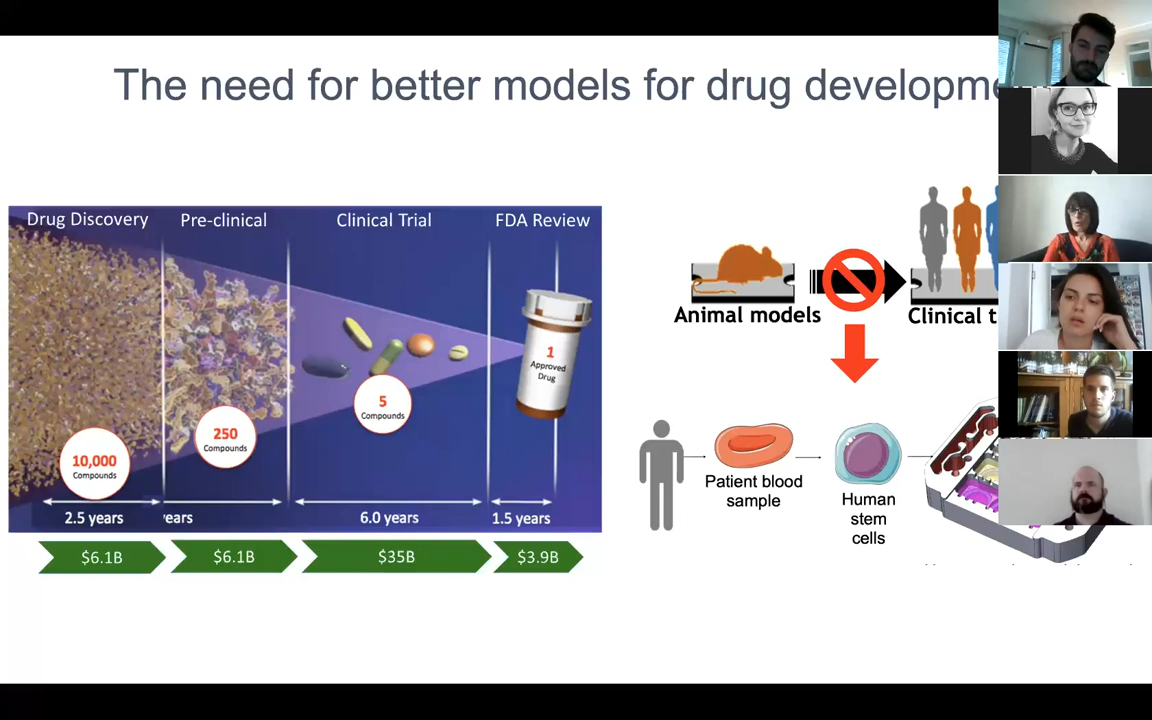 The need for better models for drug developme
Drug Discovery
Pre-clinical
Clinical Trial
FDA Review
10,000
Compounds
250
Compounds
5
Compounds
1
Approved
Drug
2.5 years
years
6.0 years
1.5 years
$6.1B
$6.1B
$35B
$3.9B
Animal models
Clinical t
Patient blood
sample
Human
stem
cells